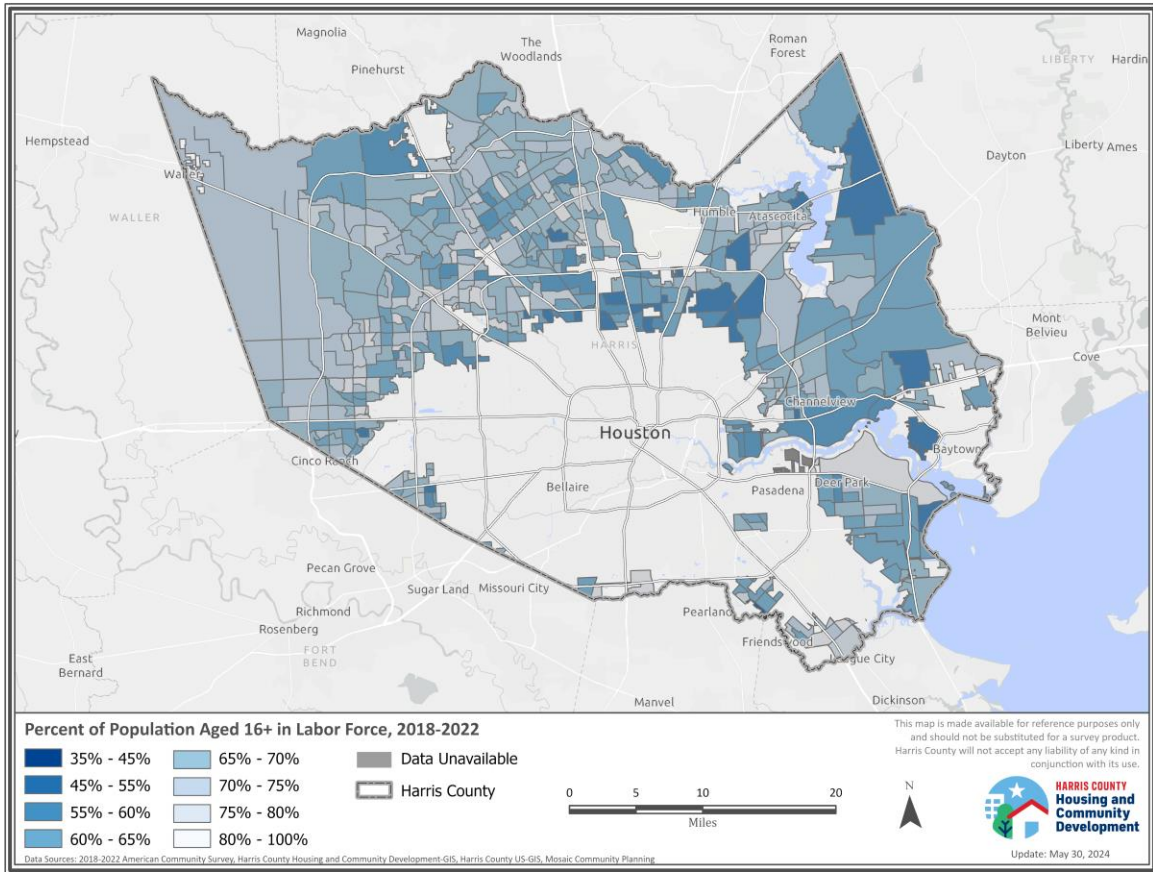 Magnolia
The
Woodlands
Roman
Forest
LIBERTY
Hardin
Pinehurst
Hempstead
Waller
Liberty Ames
Dayton
WALLER
Humble
Atascocita
Mont
Belvieu
Cove
HARRIS
Channelview
Houston
Baytown
Cinco Ranch
Bellaire
Pasadena
Deer Park
Pecan Grove
Sugar Land
Missouri City
Richmond
Pearland
Rosenberg
Friendswood
FORT
BEND
East
Bernard
gue City
Manvel
Dickinson
Percent of Population Aged 16+ in Labor Force, 2018-2022
35% - 45%
45% - 55%
55% - 60%
60% - 65%
65% - 70%
70% - 75%
75% - 80%
80% - 100%
Data Unavailable
Harris County
0 5 10 20
Miles
N
This map is made available for reference purposes only
and should not be substituted for a survey product.
Harris County will not accept any liability of any kind in
conjunction with its use.
HARRIS COUNTY
Housing and
Community
Development
Update: May 30, 2024
Data Sources: 2018-2022 American Community Survey, Harris County Housing and Community Development-GIS, Harris County US-GIS, Mosaic Community Planning